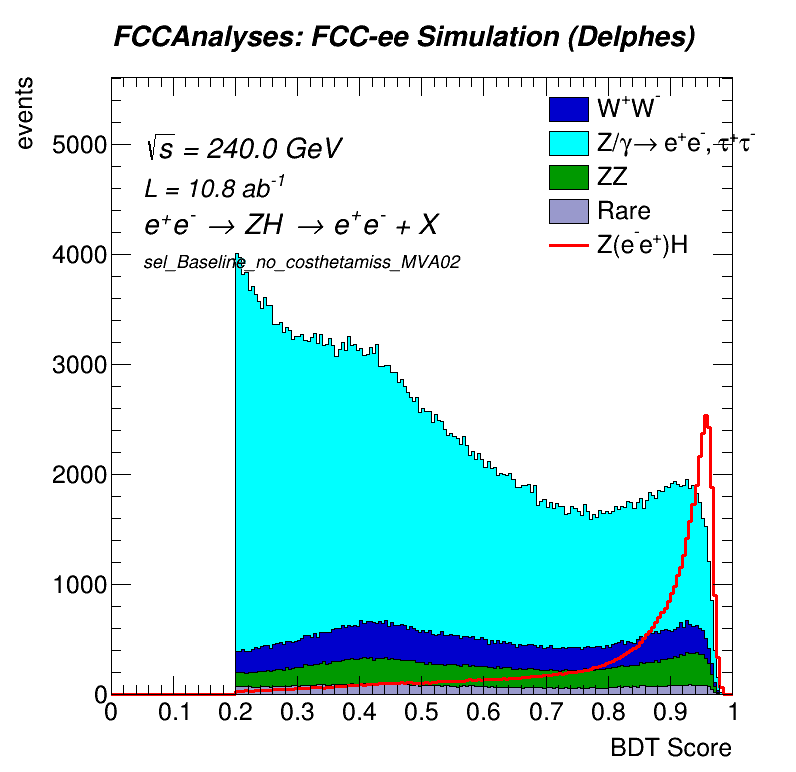 FCCAnalyses: FCC-ee Simulation (Delphes)
events
√s = 240.0 GeV
L = 10.8 ab⁻¹
e⁺e⁻ → ZH → e⁺e⁻ + X
sel_Baseline_no_costhetamiss_MVA02
W⁺W⁻
Z/γ→ e⁺e⁻, τ⁺τ⁻
ZZ
Rare
Z(e⁻e⁺)H
5000
4000
3000
2000
1000
0
0 0.1 0.2 0.3 0.4 0.5 0.6 0.7 0.8 0.9 1
BDT Score